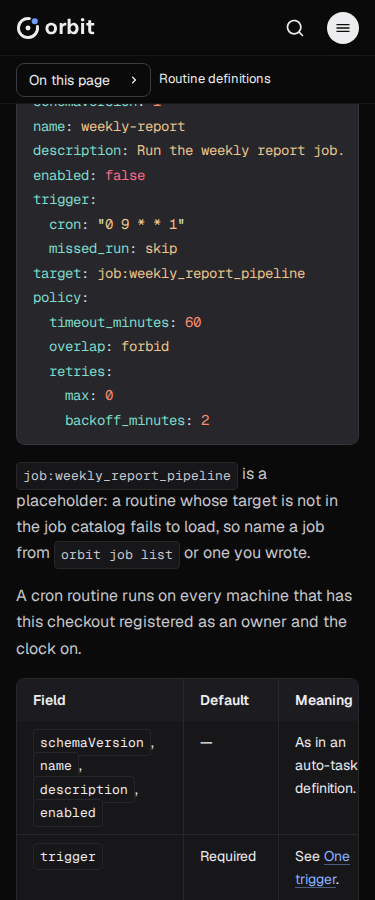 orbit
On this page
Routine definitions
schemaVersion: 1
name: weekly-report
description: Run the weekly report job.
enabled: false
trigger:
cron: "0 9 * * 1"
missed_run: skip
target: job:weekly_report_pipeline
policy:
timeout_minutes: 60
overlap: forbid
retries:
max: 0
backoff_minutes: 2
job:weekly_report_pipeline is a
placeholder: a routine whose target is not in
the job catalog fails to load, so name a job
from orbit job list or one you wrote.
A cron routine runs on every machine that has
this checkout registered as an owner and the
clock on.
Field Default Meaning
schemaVersion, — As in an
name, auto-task
description, definition.
enabled
trigger Required See One
trigger.